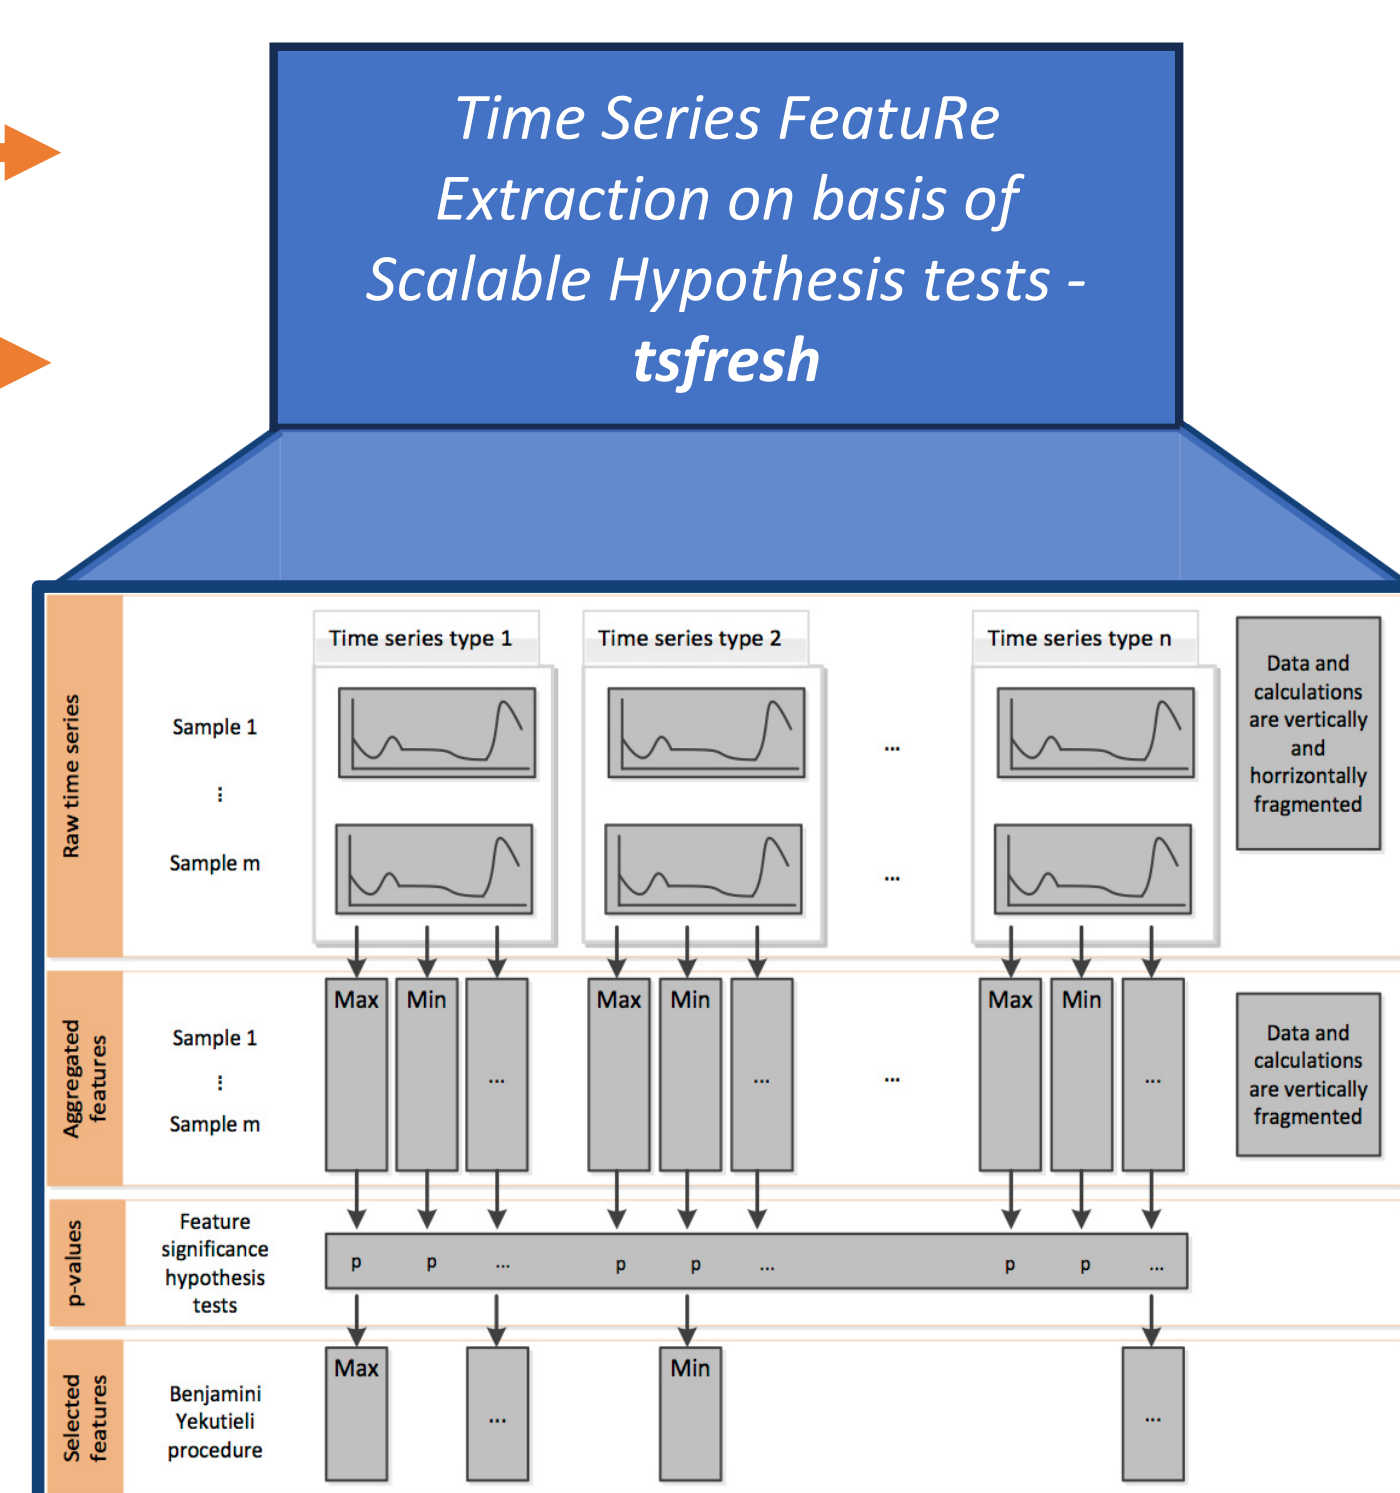 Time Series FeatuRe
Extraction on basis of
Scalable Hypothesis tests -
tsfresh
Raw time series
Sample 1
⋮
Sample m
Time series type 1
Time series type 2
...
...
Time series type n
Data and
calculations
are vertically
and
horrizontally
fragmented
Aggregated
features
Sample 1
⋮
Sample m
Max Min ...
Max Min ...
...
Max Min ...
Data and
calculations
are vertically
fragmented
p-values
Feature
significance
hypothesis
tests
p p ... p p ... p p ...
Selected
features
Benjamini
Yekutieli
procedure
Max ... Min ...